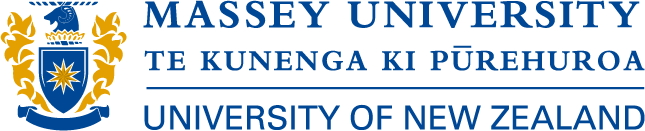 MASSEY UNIVERSITY
TE KUNENGA KI PŪREHUROA
UNIVERSITY OF NEW ZEALAND